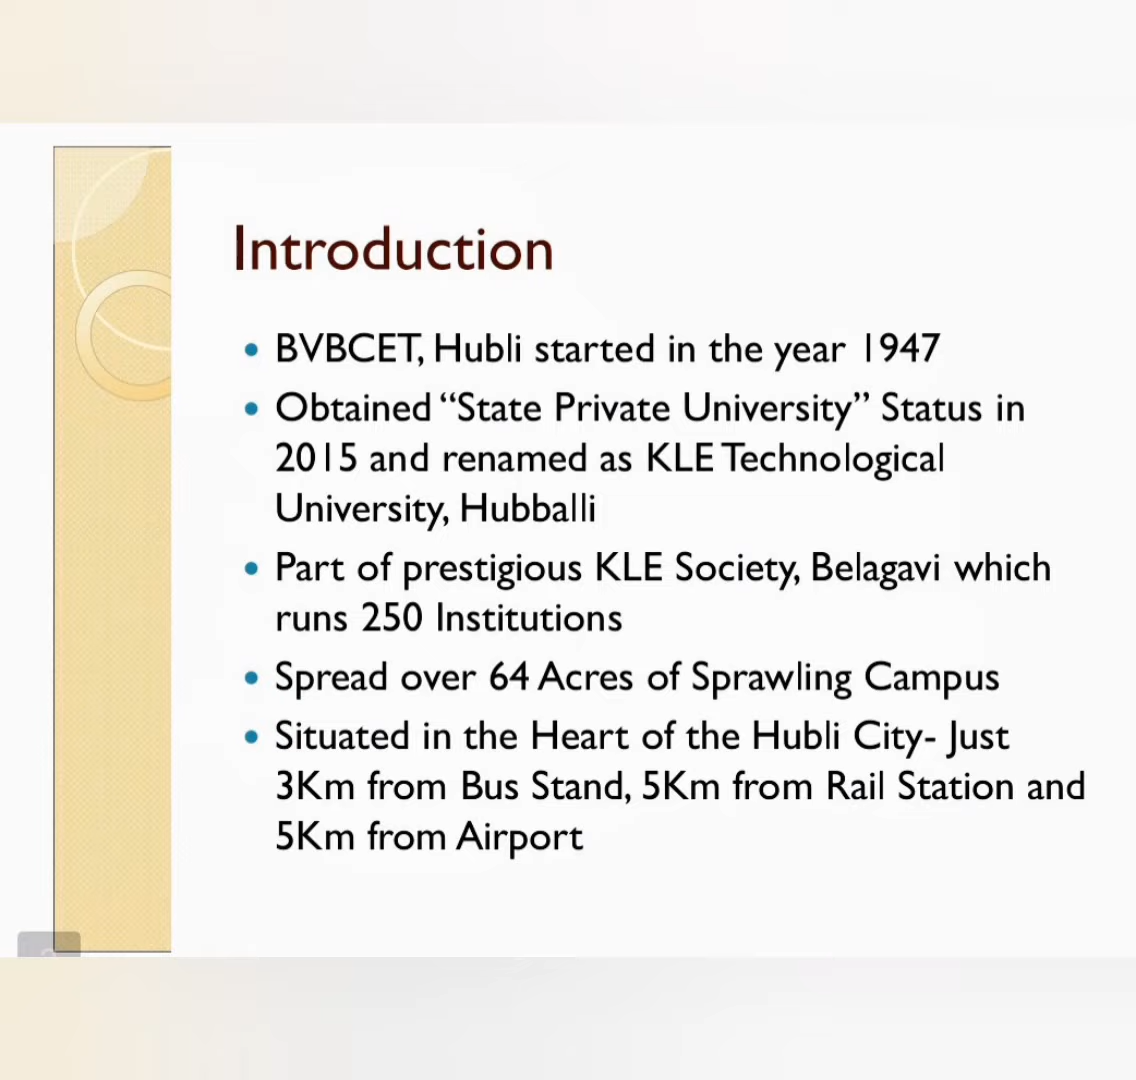 Introduction
• BVBCET, Hubli started in the year 1947
• Obtained “State Private University” Status in
2015 and renamed as KLE Technological
University, Hubballi
• Part of prestigious KLE Society, Belagavi which
runs 250 Institutions
• Spread over 64 Acres of Sprawling Campus
• Situated in the Heart of the Hubli City- Just
3Km from Bus Stand, 5Km from Rail Station and
5Km from Airport